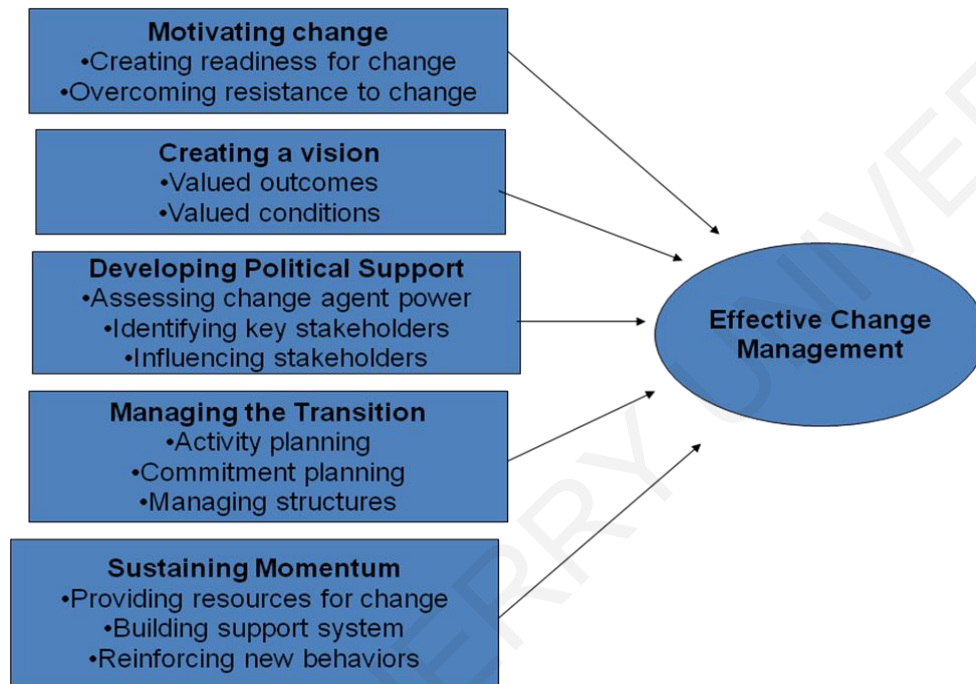 Motivating change
•Creating readiness for change
•Overcoming resistance to change
Creating a vision
•Valued outcomes
•Valued conditions
Developing Political Support
•Assessing change agent power
•Identifying key stakeholders
•Influencing stakeholders
Managing the Transition
•Activity planning
•Commitment planning
•Managing structures
Sustaining Momentum
•Providing resources for change
•Building support system
•Reinforcing new behaviors
Effective Change
Management